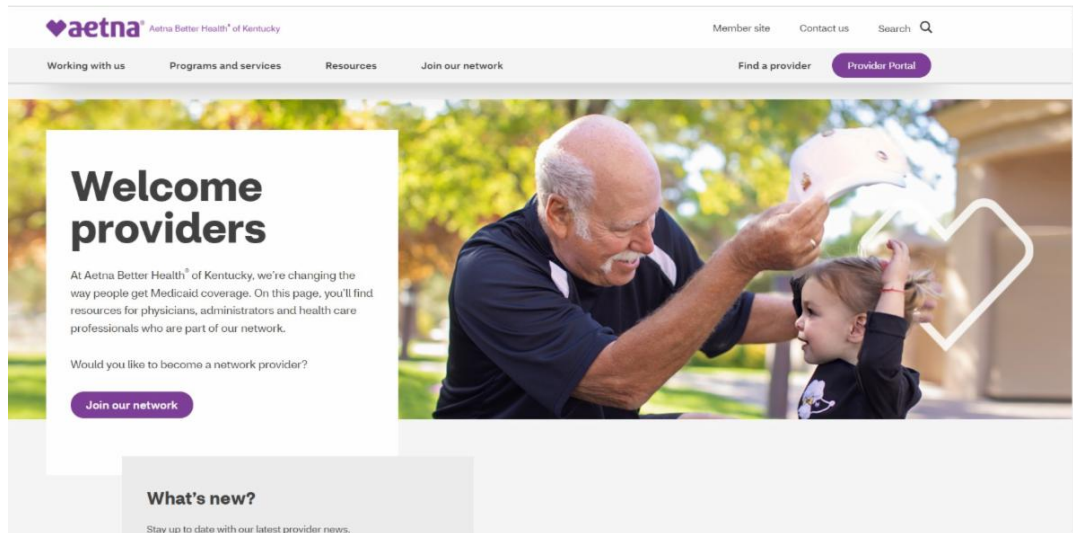 aetna® Aetna Better Health® of Kentucky
Member site Contact us Search
Working with us Programs and services Resources Join our network Find a provider Provider Portal
Welcome
providers
At Aetna Better Health® of Kentucky, we're changing the
way people get Medicaid coverage. On this page, you'll find
resources for physicians, administrators and health care
professionals who are part of our network.
Would you like to become a network provider?
Join our network
What's new?
Stay up to date with our latest provider news.